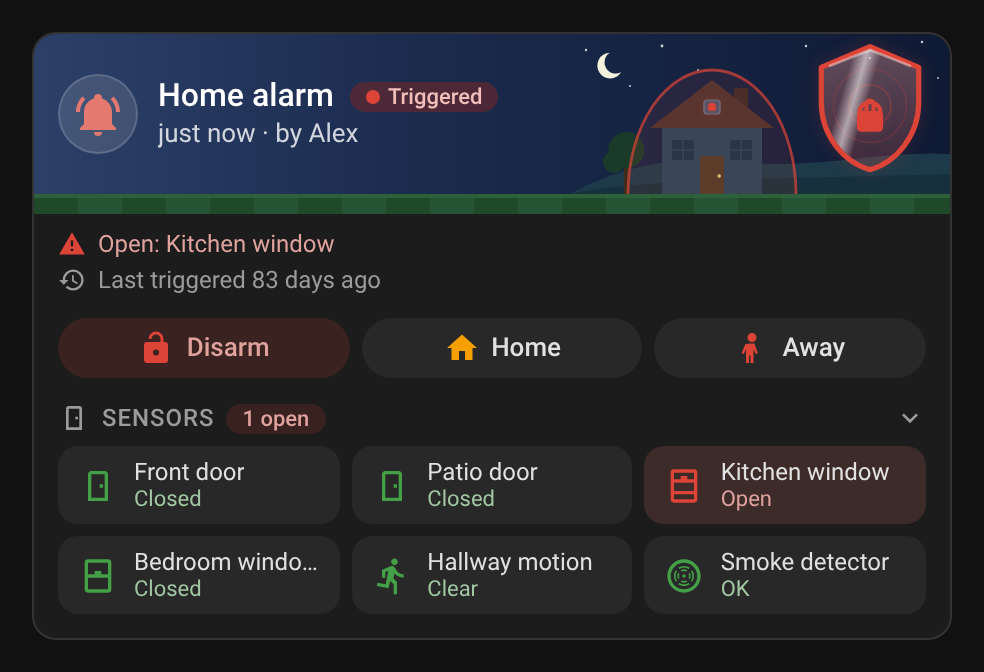 Home alarm
Triggered
just now · by Alex
Open: Kitchen window
Last triggered 83 days ago
Disarm
Home
Away
SENSORS
1 open
Front door
Closed
Patio door
Closed
Kitchen window
Open
Bedroom windo...
Closed
Hallway motion
Clear
Smoke detector
OK